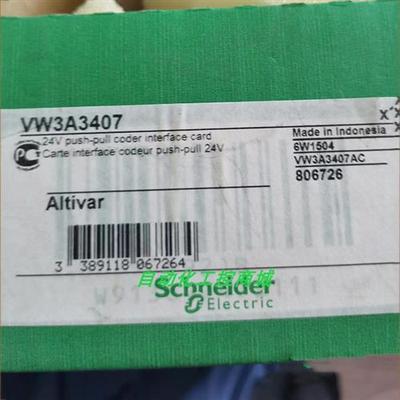 VW3A3407
24V push-pull coder interface card
Carte interface codeur push-pull 24V
Made in Indonesia
6W1504
VW3A3407AC
806726
Altivar
3 389118 067264
自动化工控商城
Schneider
Electric